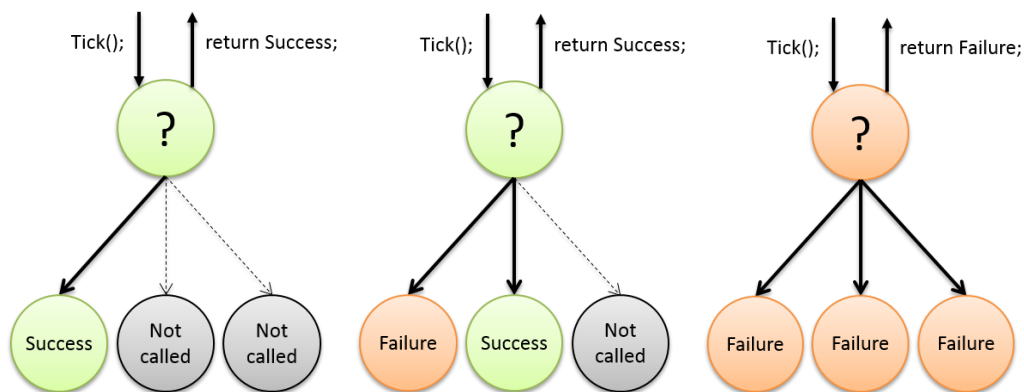 Tick();
return Success;
?
Success
Not
called
Not
called
Tick();
return Success;
?
Failure
Success
Not
called
Tick();
return Failure;
?
Failure
Failure
Failure